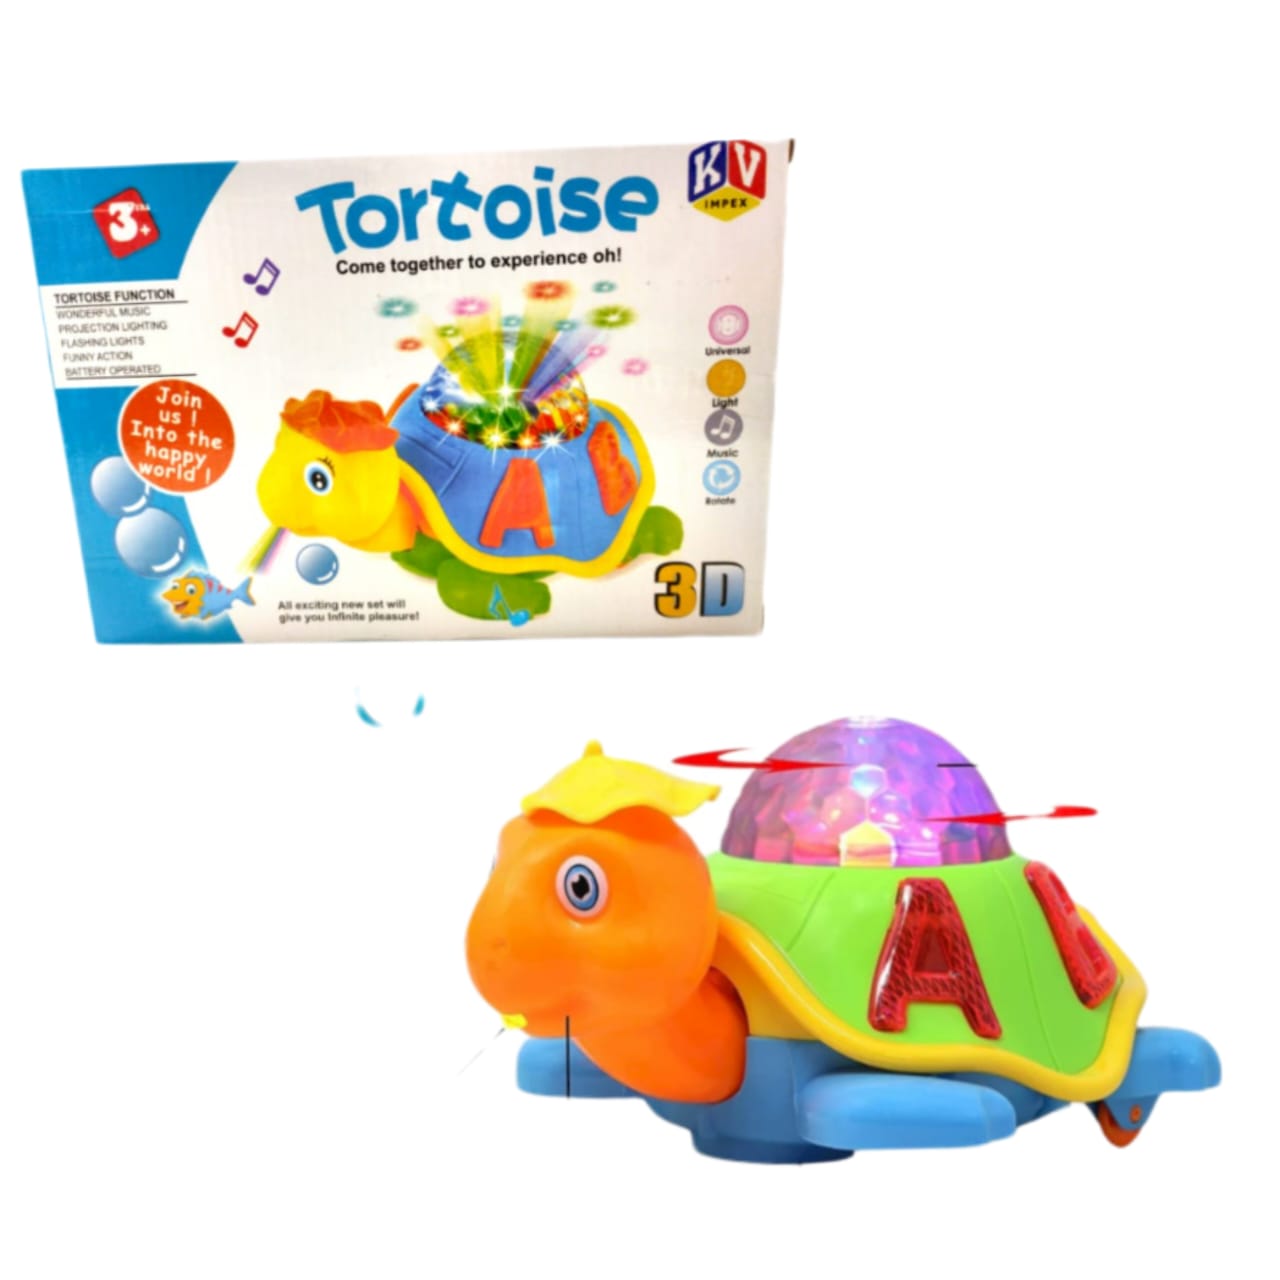 3 YRS +
Tortoise
Come together to experience oh!
KV
IMPEX
TORTOISE FUNCTION
WONDERFUL MUSIC
PROJECTION LIGHTING
FLASHING LIGHTS
FUNNY ACTION
BATTERY OPERATED
Join
us !
Into the
happy
world !
Universal
Light
Music
Rotate
A B
3D
All exciting new set will
give you Infinite pleasure!
A B